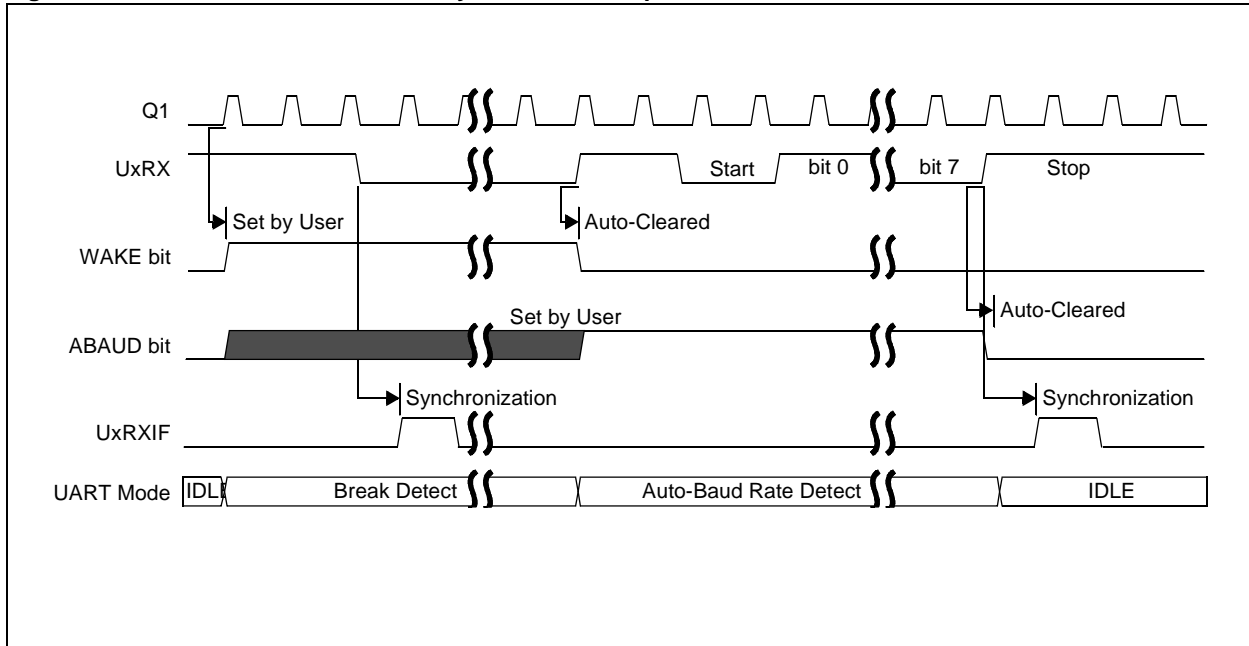 Q1
UxRX
Start bit 0 bit 7 Stop
Set by User
Auto-Cleared
WAKE bit
Auto-Cleared
Set by User
ABAUD bit
Synchronization
Synchronization
UxRXIF
UART Mode
IDLE
Break Detect
Auto-Baud Rate Detect
IDLE